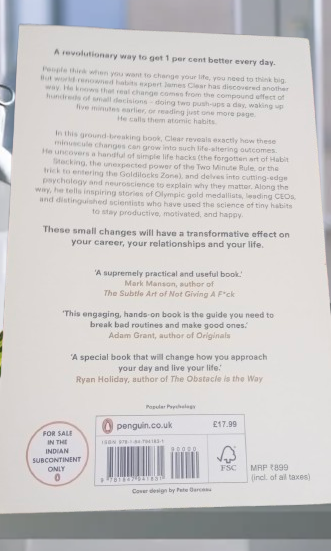 A revolutionary way to get 1 per cent better every day.
People think when you want to change your life, you need to think big.
But world-renowned habits expert James Clear has discovered another
way. He knows that real change comes from the compound effect of
hundreds of small decisions – doing two push-ups a day, waking up
five minutes earlier, or reading just one more page.
He calls them atomic habits.
In this ground-breaking book, Clear reveals exactly how these
minuscule changes can grow into such life-altering outcomes.
He uncovers a handful of simple life hacks (the forgotten art of Habit
Stacking, the unexpected power of the Two Minute Rule, or the
trick to entering the Goldilocks Zone), and delves into cutting-edge
psychology and neuroscience to explain why they matter. Along the
way, he tells inspiring stories of Olympic gold medallists, leading CEOs,
and distinguished scientists who have used the science of tiny habits
to stay productive, motivated, and happy.
These small changes will have a transformative effect on
your career, your relationships and your life.
'A supremely practical and useful book.'
Mark Manson, author of
The Subtle Art of Not Giving A F*ck
'This engaging, hands-on book is the guide you need to
break bad routines and make good ones.'
Adam Grant, author of Originals
'A special book that will change how you approach
your day and live your life.'
Ryan Holiday, author of The Obstacle is the Way
Popular Psychology
FOR SALE
IN THE
INDIAN
SUBCONTINENT
ONLY
penguin.co.uk
£17.99
ISBN 978-1-84-794183-1
90000
9 781847 941831
FSC
MRP ₹899
(incl. of all taxes)
Cover design by Pete Garceau